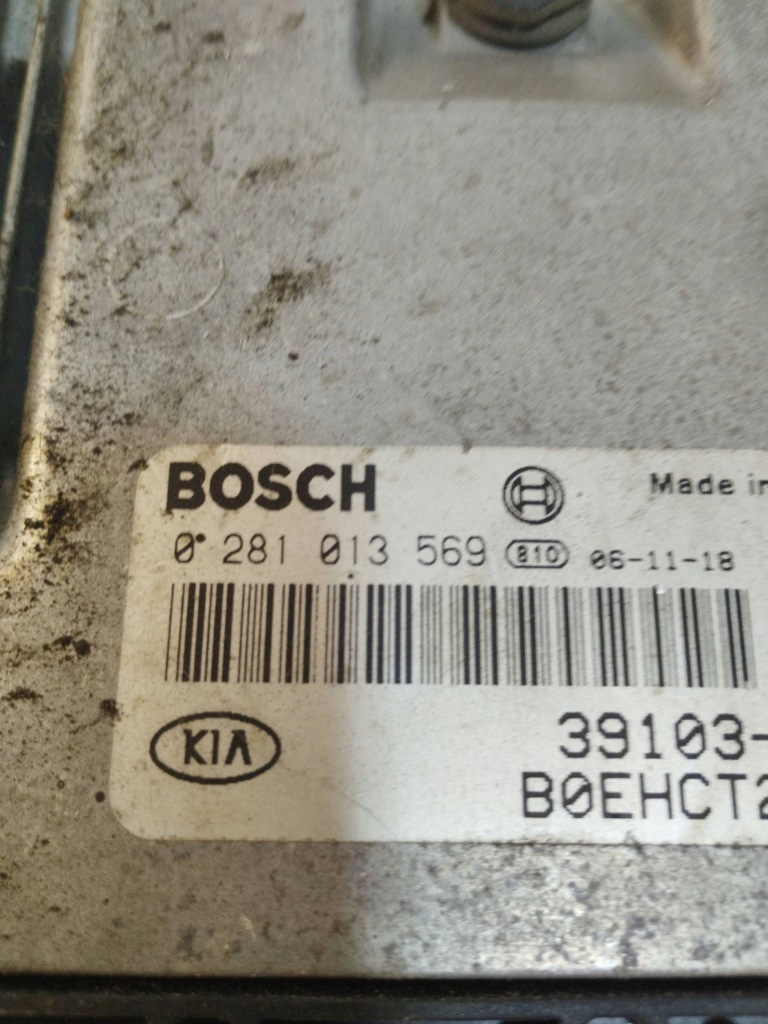 BOSCH Made in
0 281 013 569 810 06-11-18
KIA 39103-
B0EHCT2